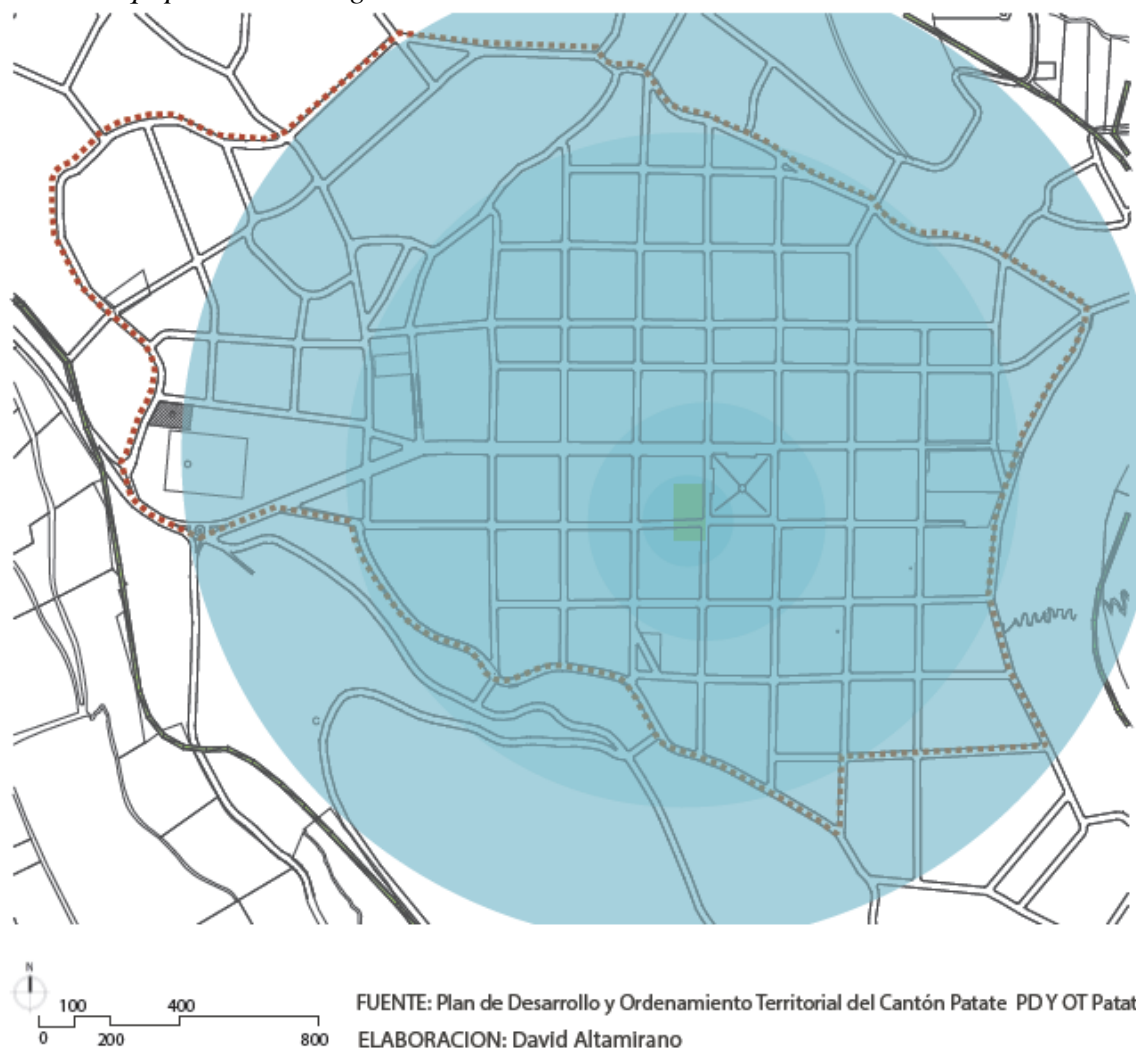 N
100 400
0 200 800
FUENTE: Plan de Desarrollo y Ordenamiento Territorial del Cantón Patate PD Y OT Patat
ELABORACION: David Altamirano